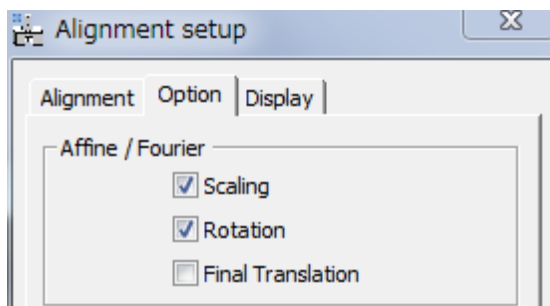 Alignment setup
Alignment Option Display
Affine / Fourier
Scaling
Rotation
Final Translation